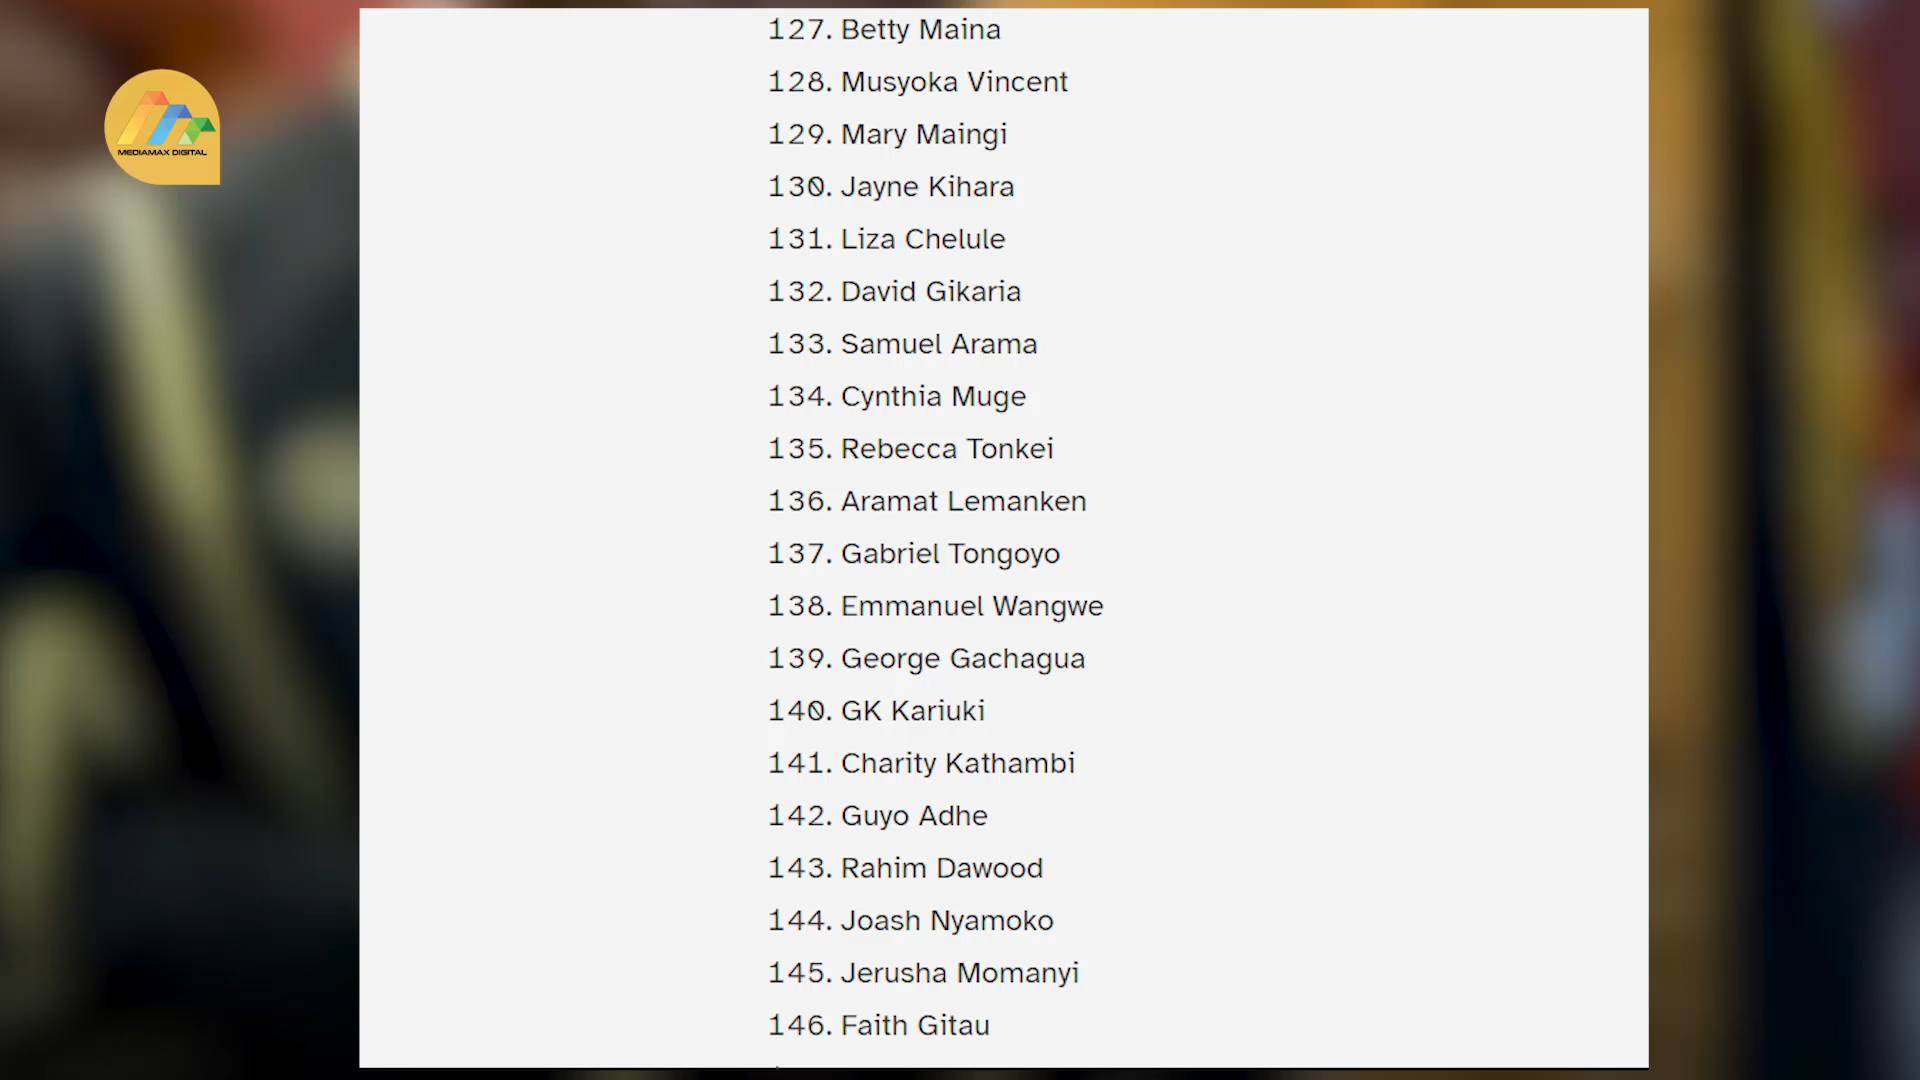 MEDIAMAX DIGITAL
127. Betty Maina
128. Musyoka Vincent
129. Mary Maingi
130. Jayne Kihara
131. Liza Chelule
132. David Gikaria
133. Samuel Arama
134. Cynthia Muge
135. Rebecca Tonkei
136. Aramat Lemanken
137. Gabriel Tongoyo
138. Emmanuel Wangwe
139. George Gachagua
140. GK Kariuki
141. Charity Kathambi
142. Guyo Adhe
143. Rahim Dawood
144. Joash Nyamoko
145. Jerusha Momanyi
146. Faith Gitau